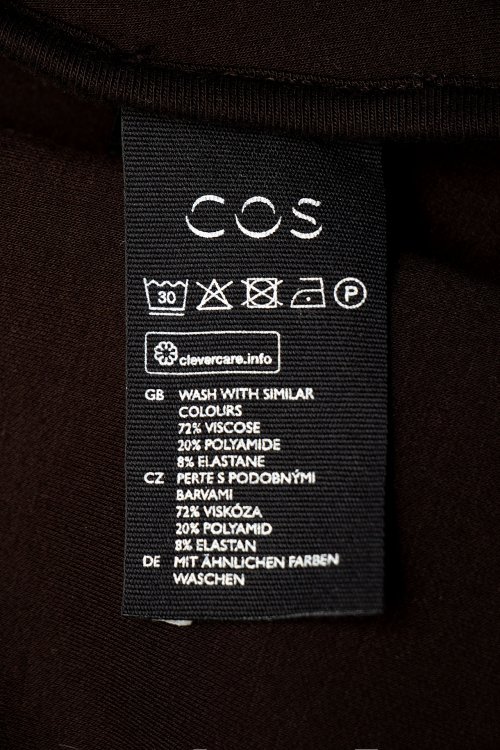 COS
30 P
clevercare.info
GB WASH WITH SIMILAR
COLOURS
72% VISCOSE
20% POLYAMIDE
8% ELASTANE
CZ PERTE S PODOBNÝMI
BARVAMI
72% VISKÓZA
20% POLYAMID
8% ELASTAN
DE MIT ÄHNLICHEN FARBEN
WASCHEN